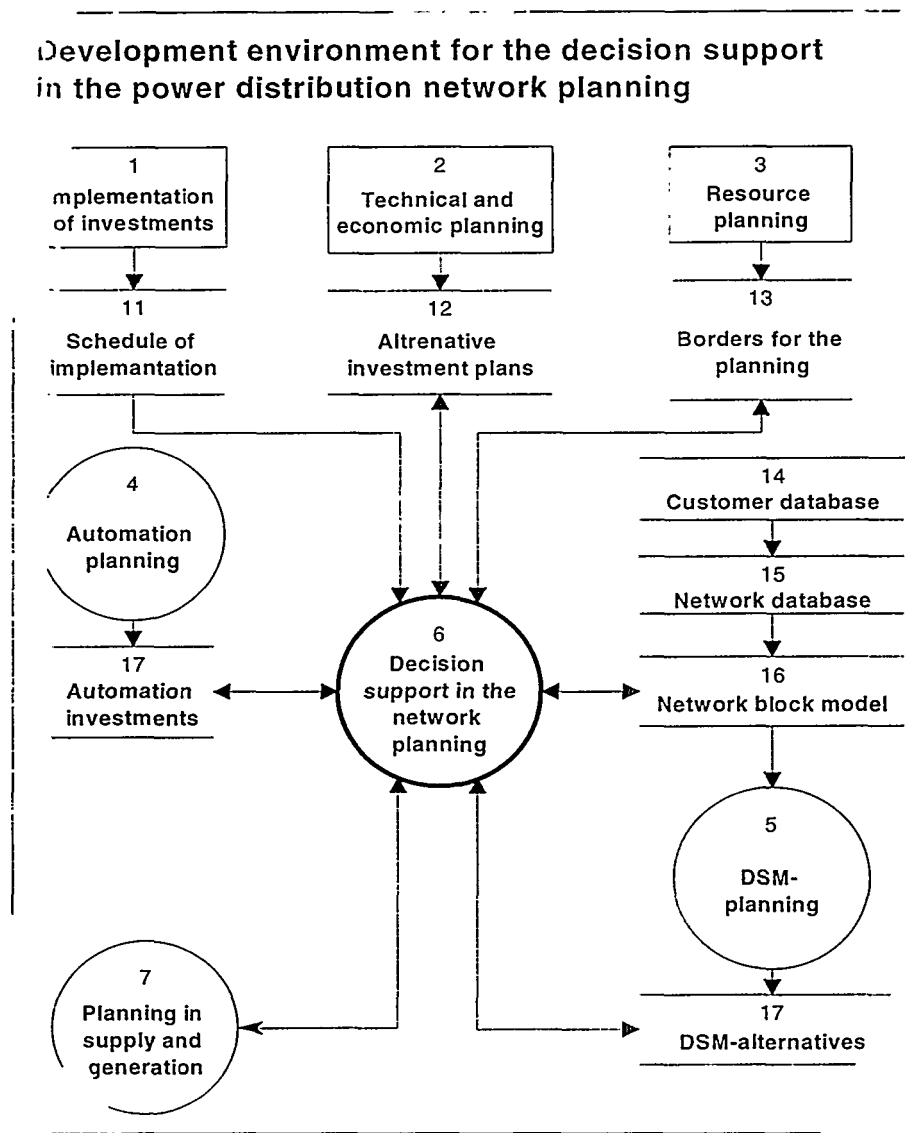 Development environment for the decision support
in the power distribution network planning
1
mplementation
of investments
2
Technical and
economic planning
3
Resource
planning
11
Schedule of
implemantation
12
Altrenative
investment plans
13
Borders for the
planning
4
Automation
planning
14
Customer database
15
Network database
17
Automation
investments
6
Decision
support in the
network
planning
16
Network block model
5
DSM-
planning
7
Planning in
supply and
generation
17
DSM-alternatives